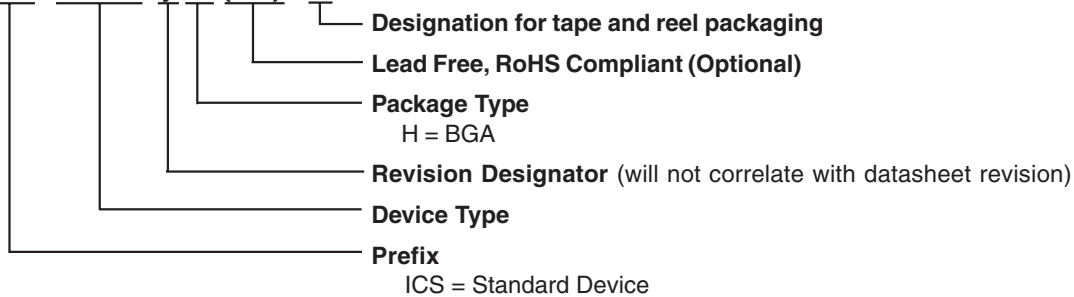 Designation for tape and reel packaging
Lead Free, RoHS Compliant (Optional)
Package Type
H = BGA
Revision Designator (will not correlate with datasheet revision)
Device Type
Prefix
ICS = Standard Device